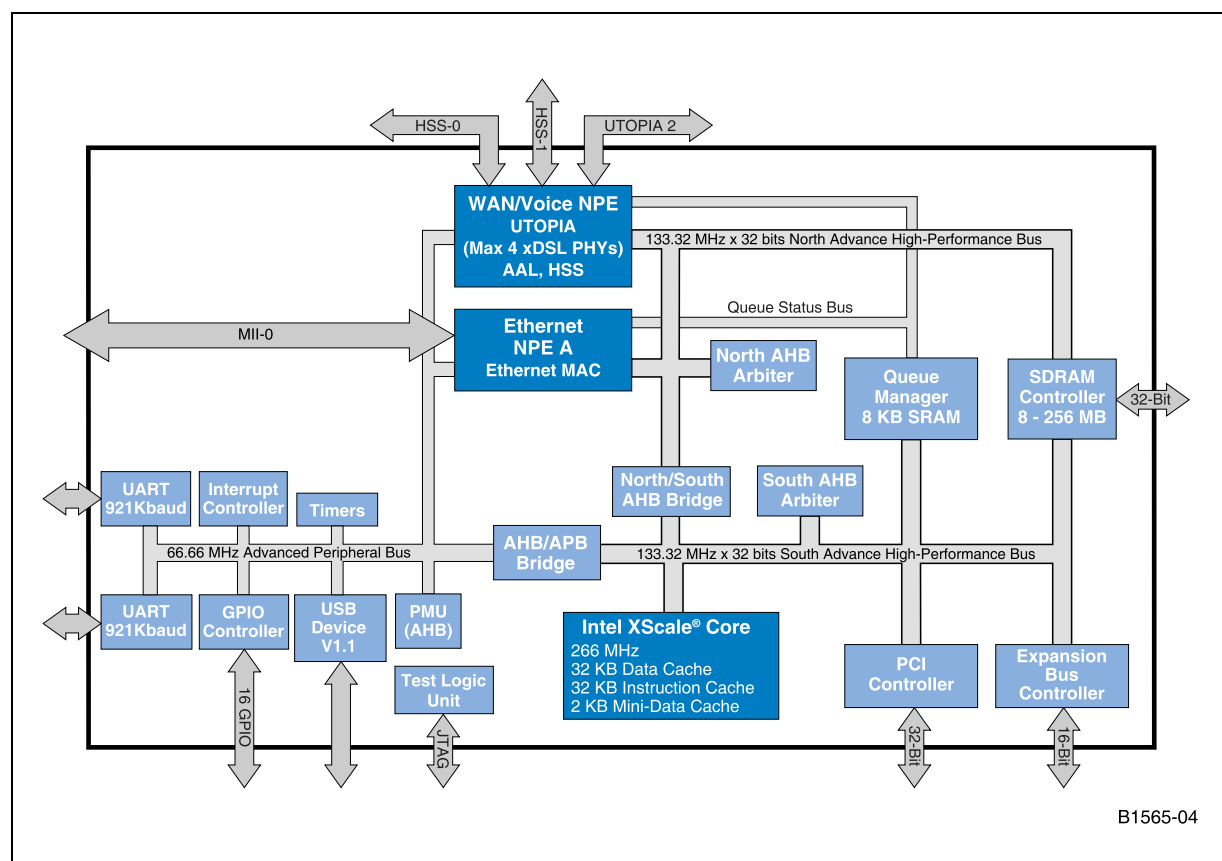 HSS-0
HSS-1
UTOPIA 2
WAN/Voice NPE
UTOPIA
(Max 4 xDSL PHYs)
AAL, HSS
133.32 MHz x 32 bits North Advance High-Performance Bus
Queue Status Bus
MII-0
Ethernet
NPE A
Ethernet MAC
North AHB
Arbiter
Queue
Manager
8 KB SRAM
SDRAM
Controller
8 - 256 MB
32-Bit
UART
921Kbaud
Interrupt
Controller
Timers
North/South
AHB Bridge
South AHB
Arbiter
66.66 MHz Advanced Peripheral Bus
AHB/APB
Bridge
133.32 MHz x 32 bits South Advance High-Performance Bus
UART
921Kbaud
GPIO
Controller
USB
Device
V1.1
PMU
(AHB)
Test Logic
Unit
Intel XScale® Core
266 MHz
32 KB Data Cache
32 KB Instruction Cache
2 KB Mini-Data Cache
PCI
Controller
Expansion
Bus
Controller
16 GPIO
JTAG
32-Bit
16-Bit
B1565-04